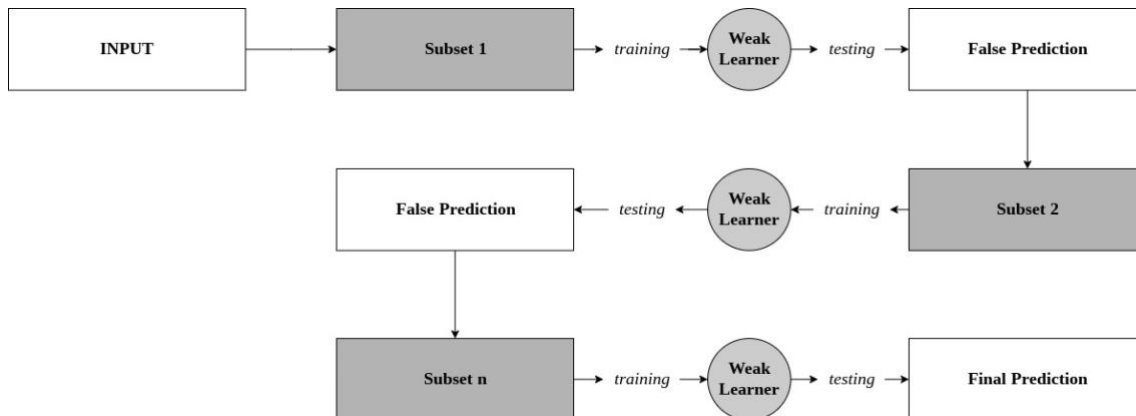 INPUT
Subset 1
training
Weak
Learner
testing
False Prediction
False Prediction
testing
Weak
Learner
training
Subset 2
Subset n
training
Weak
Learner
testing
Final Prediction